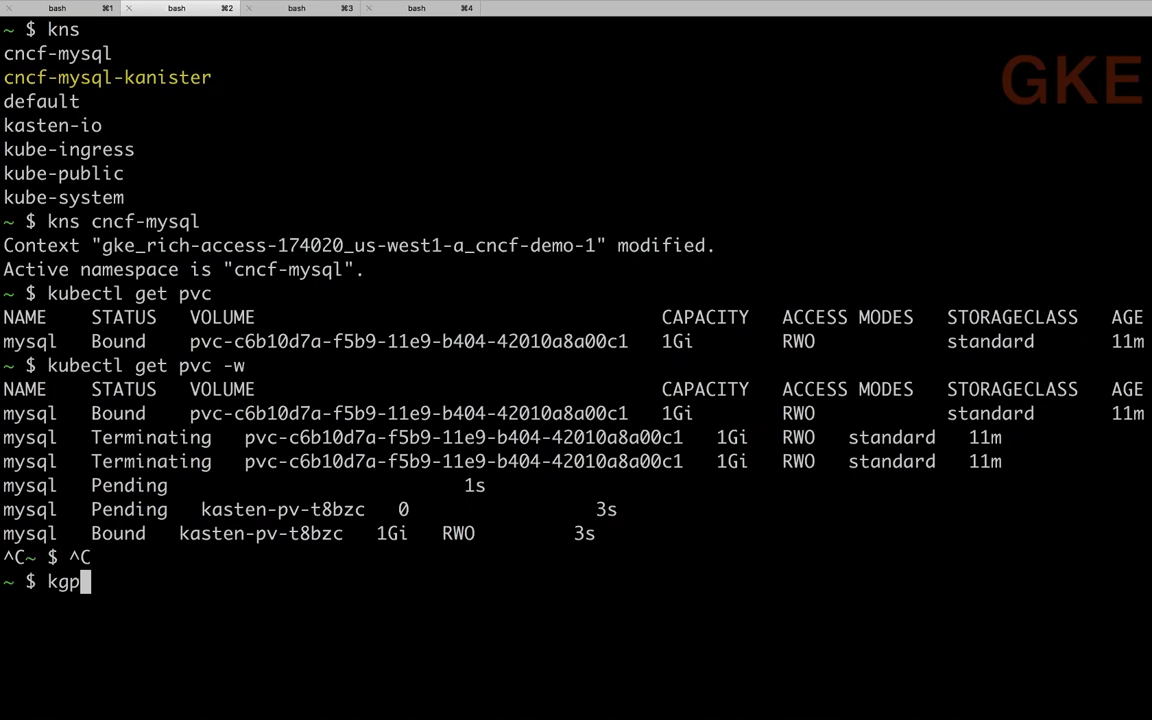 bash ⌘1 bash ⌘2 bash ⌘3 bash ⌘4
~ $ kns
cncf-mysql
cncf-mysql-kanister
GKE
default
kasten-io
kube-ingress
kube-public
kube-system
~ $ kns cncf-mysql
Context "gke_rich-access-174020_us-west1-a_cncf-demo-1" modified.
Active namespace is "cncf-mysql".
~ $ kubectl get pvc
NAME STATUS VOLUME CAPACITY ACCESS MODES STORAGECLASS AGE
mysql Bound pvc-c6b10d7a-f5b9-11e9-b404-42010a8a00c1 1Gi RWO standard 11m
~ $ kubectl get pvc -w
NAME STATUS VOLUME CAPACITY ACCESS MODES STORAGECLASS AGE
mysql Bound pvc-c6b10d7a-f5b9-11e9-b404-42010a8a00c1 1Gi RWO standard 11m
mysql Terminating pvc-c6b10d7a-f5b9-11e9-b404-42010a8a00c1 1Gi RWO standard 11m
mysql Terminating pvc-c6b10d7a-f5b9-11e9-b404-42010a8a00c1 1Gi RWO standard 11m
mysql Pending 1s
mysql Pending kasten-pv-t8bzc 0 3s
mysql Bound kasten-pv-t8bzc 1Gi RWO 3s
^C~ $ ^C
~ $ kgp